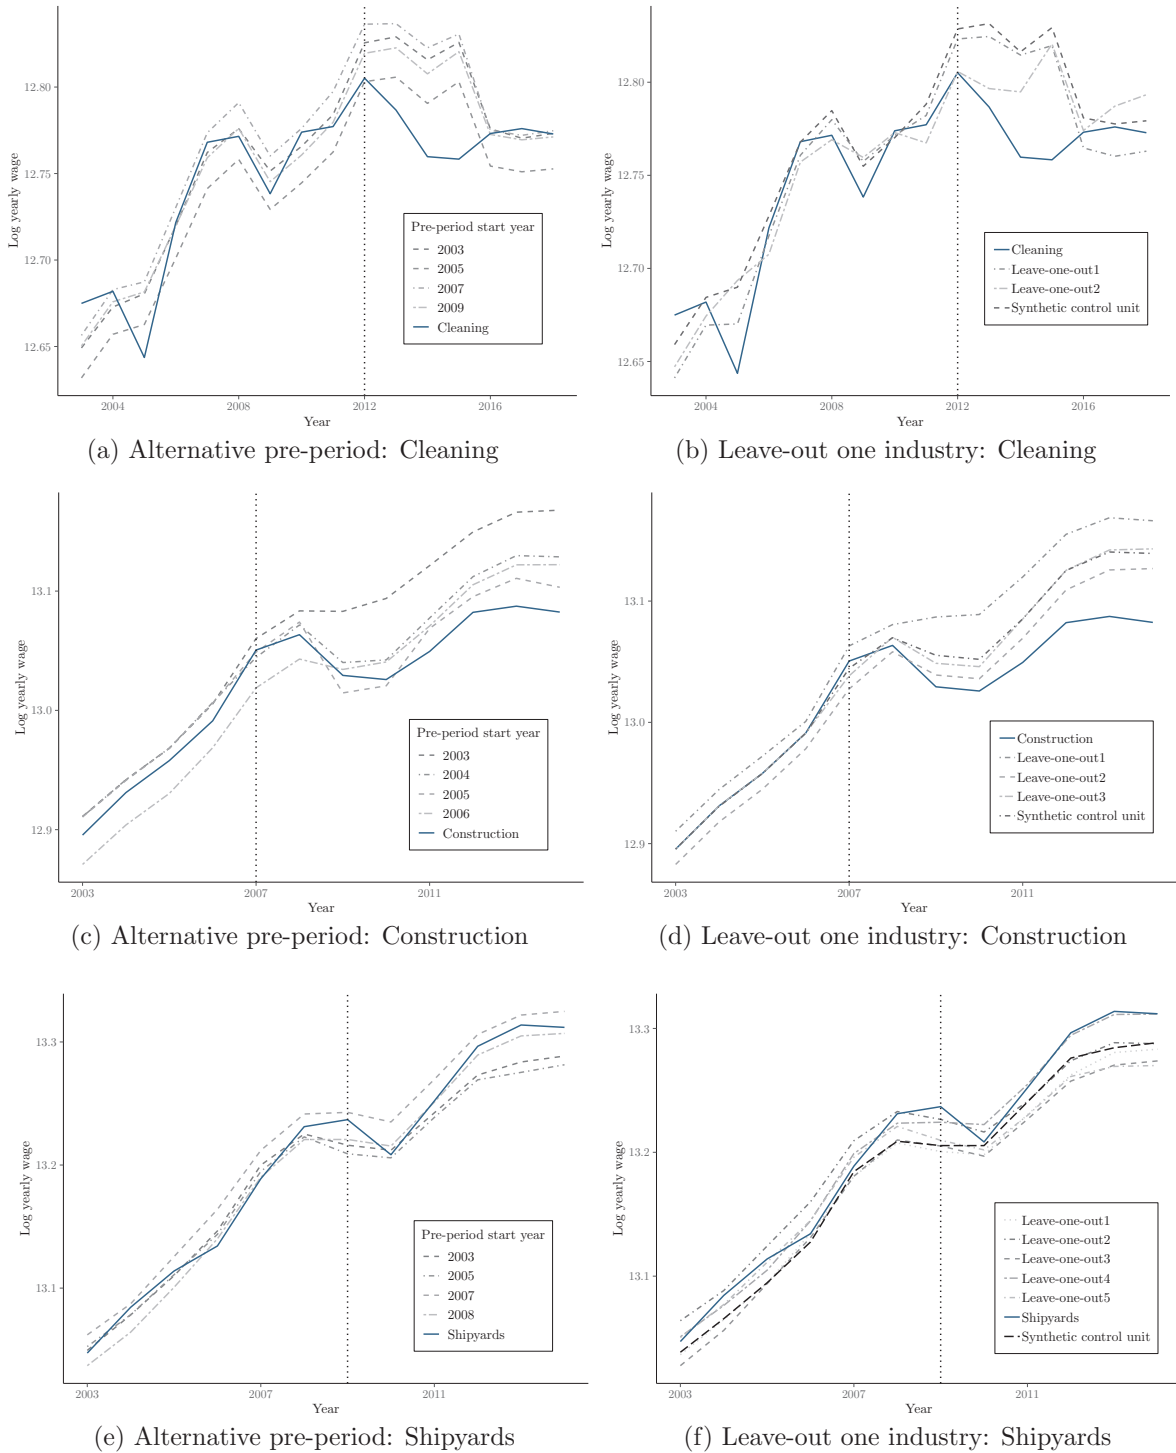 Log yearly wage
12.80
12.75
12.70
12.65
2004
2008
2012
2016
Year
Pre-period start year
2003
2005
2007
2009
Cleaning
(a) Alternative pre-period: Cleaning
Log yearly wage
12.80
12.75
12.70
12.65
2004
2008
2012
2016
Year
Cleaning
Leave-one-out1
Leave-one-out2
Synthetic control unit
(b) Leave-out one industry: Cleaning
Log yearly wage
13.1
13.0
12.9
2003
2007
2011
Year
Pre-period start year
2003
2004
2005
2006
Construction
(c) Alternative pre-period: Construction
Log yearly wage
13.1
13.0
12.9
2003
2007
2011
Year
Construction
Leave-one-out1
Leave-one-out2
Leave-one-out3
Synthetic control unit
(d) Leave-out one industry: Construction
Log yearly wage
13.3
13.2
13.1
2003
2007
2011
Year
Pre-period start year
2003
2005
2007
2008
Shipyards
(e) Alternative pre-period: Shipyards
Log yearly wage
13.3
13.2
13.1
2003
2007
2011
Year
Leave-one-out1
Leave-one-out2
Leave-one-out3
Leave-one-out4
Leave-one-out5
Shipyards
Synthetic control unit
(f) Leave-out one industry: Shipyards